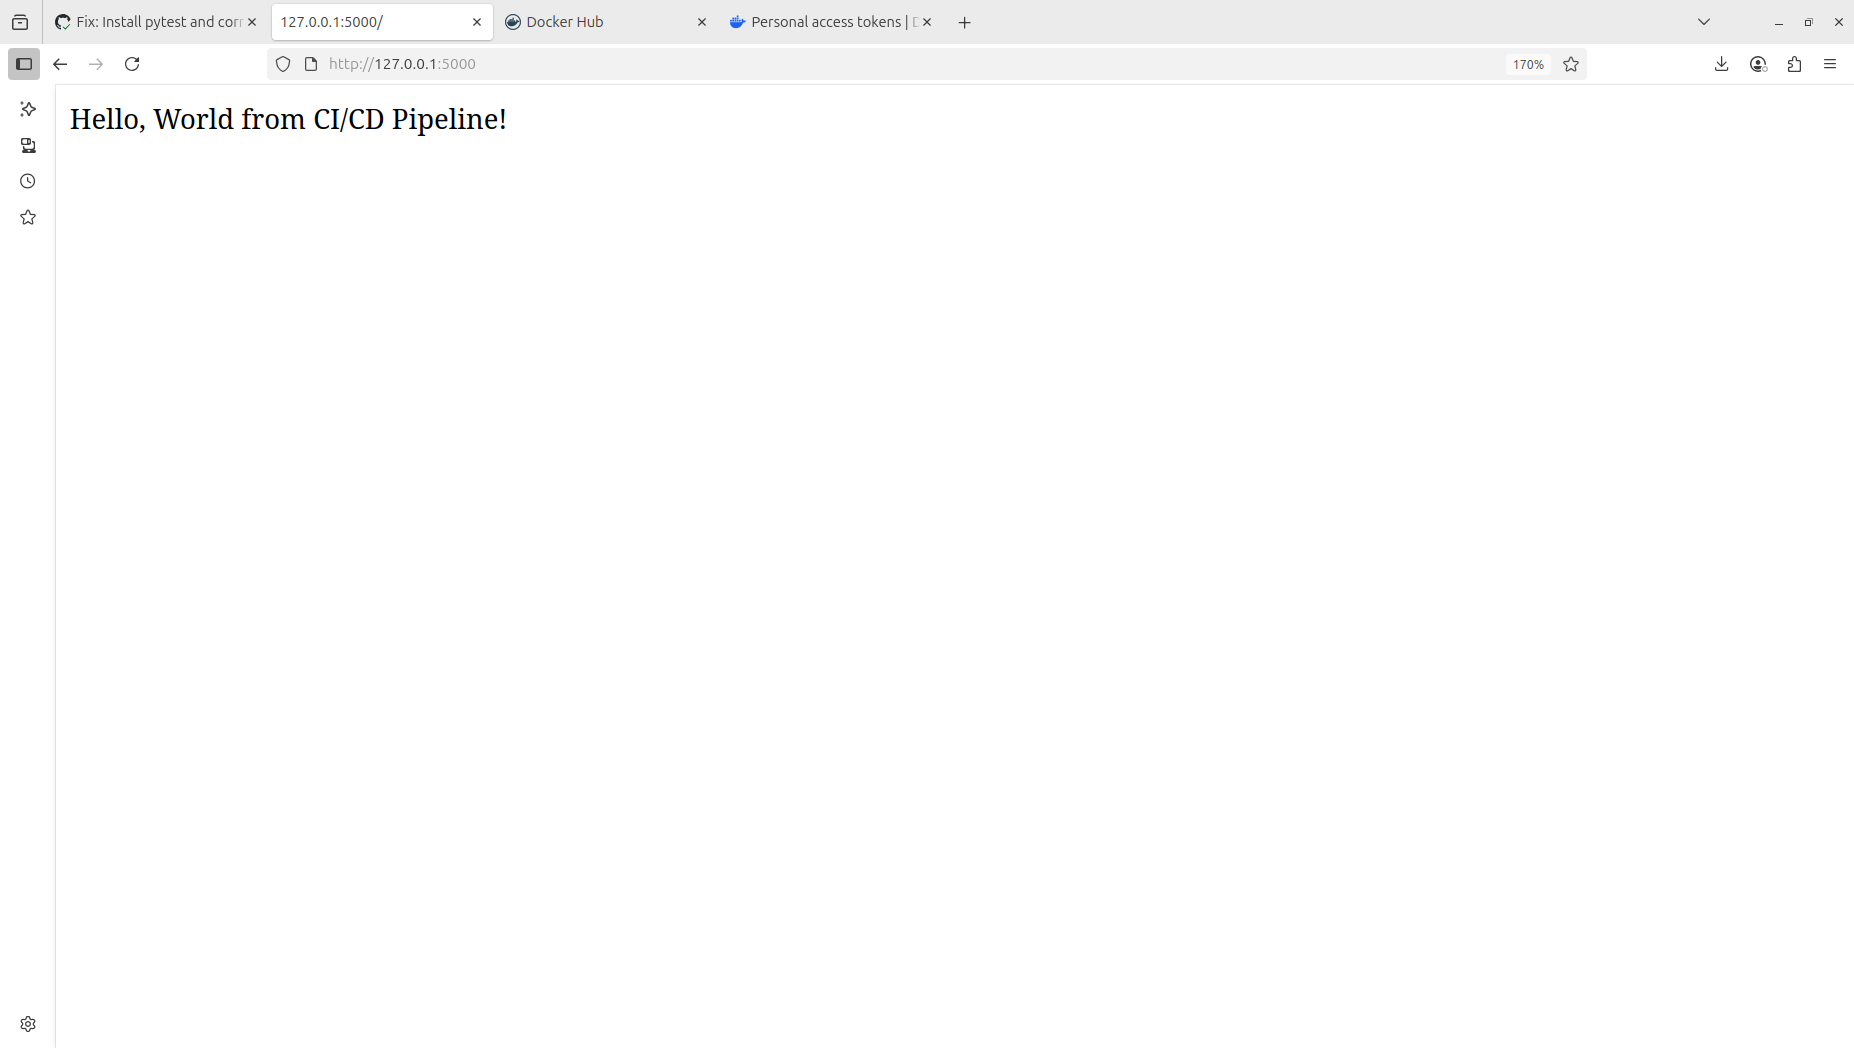 Fix: Install pytest and corr
127.0.0.1:5000/
Docker Hub
Personal access tokens | D
http://127.0.0.1:5000
170%
Hello, World from CI/CD Pipeline!